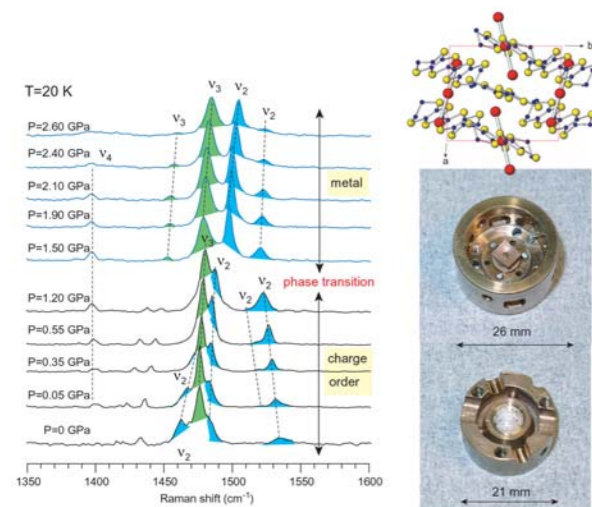 T=20 K
ν3
ν2
ν3
ν2
P=2.60 GPa
ν4
P=2.40 GPa
P=2.10 GPa
P=1.90 GPa
P=1.50 GPa
metal
ν3
ν2
ν2
ν2
phase transition
P=1.20 GPa
P=0.55 GPa
P=0.35 GPa
ν2
P=0.05 GPa
P=0 GPa
ν2
charge
order
1350 1400 1450 1500 1550 1600
Raman shift (cm⁻¹)
b
a
26 mm
21 mm